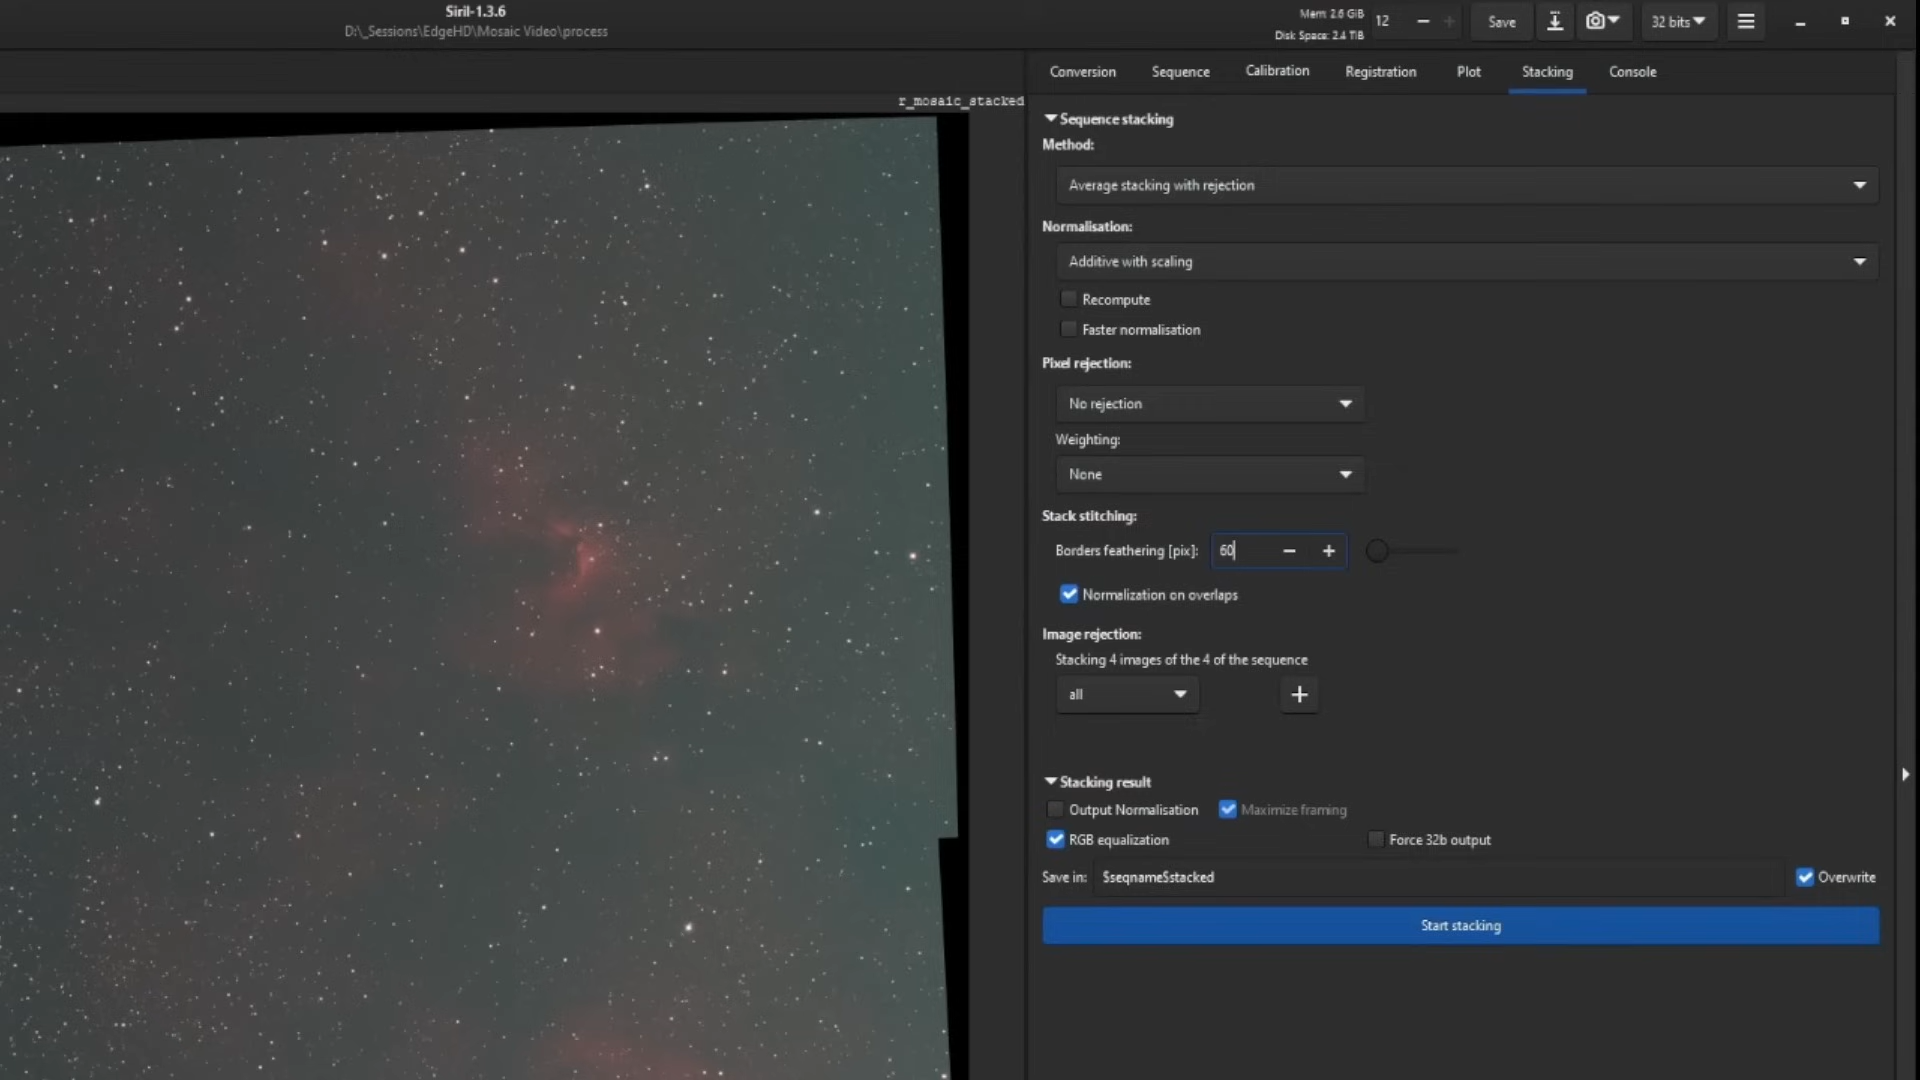 Siril-1.3.6
D:\_Sessions\EdgeHD\Mosaic Video\process
Mem: 2.6 GiB
Disk Space: 2.4 TiB
12
Save
32 bits
Conversion
Sequence
Calibration
Registration
Plot
Stacking
Console
r_mosaic_stacked
Sequence stacking
Method:
Average stacking with rejection
Normalisation:
Additive with scaling
Recompute
Faster normalisation
Pixel rejection:
No rejection
Weighting:
None
Stack stitching:
Borders feathering [pix]: 60
Normalization on overlaps
Image rejection:
Stacking 4 images of the 4 of the sequence
all
Stacking result
Output Normalisation Maximize framing
RGB equalization Force 32b output
Save in: $seqname$stacked Overwrite
Start stacking